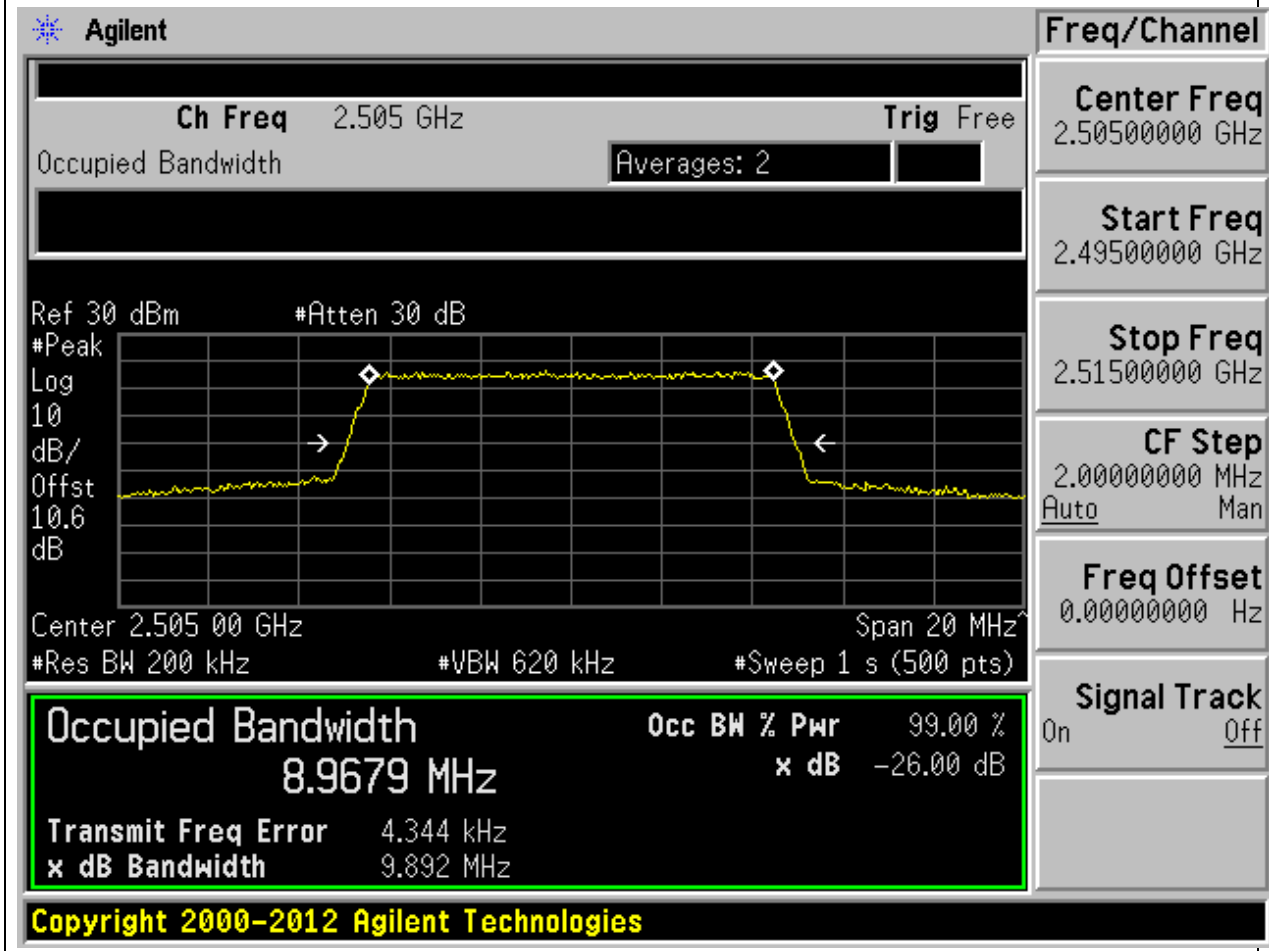 Agilent
Freq/Channel
Ch Freq 2.505 GHz Trig Free
Occupied Bandwidth Averages: 2
Center Freq
2.50500000 GHz
Start Freq
2.49500000 GHz
Stop Freq
2.51500000 GHz
CF Step
2.00000000 MHz
Auto Man
Freq Offset
0.00000000 Hz
Signal Track
On Off
Ref 30 dBm #Atten 30 dB
#Peak
Log
10
dB/
Offst
10.6
dB
Center 2.505 00 GHz Span 20 MHz^
#Res BW 200 kHz #VBW 620 kHz #Sweep 1 s (500 pts)
Occupied Bandwidth Occ BW % Pwr 99.00 %
8.9679 MHz x dB -26.00 dB
Transmit Freq Error 4.344 kHz
x dB Bandwidth 9.892 MHz
Copyright 2000-2012 Agilent Technologies